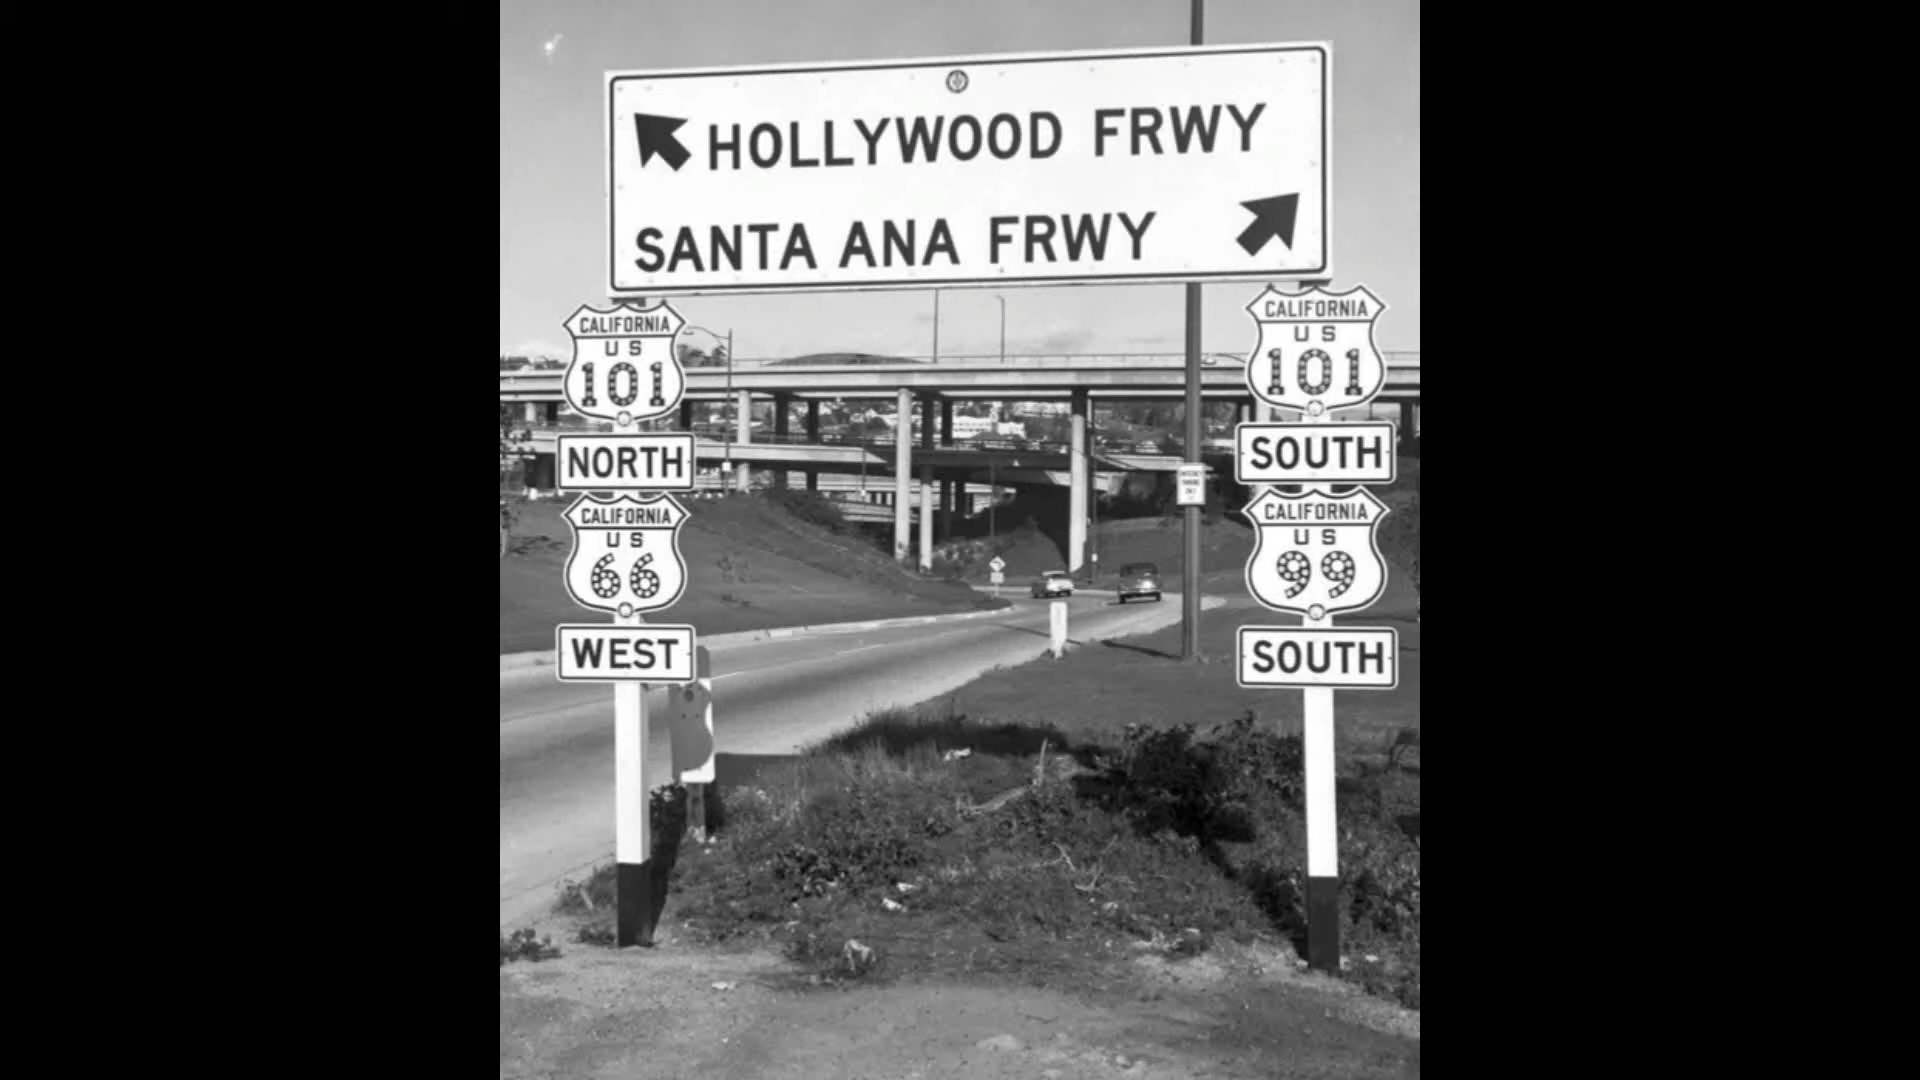 HOLLYWOOD FRWY
SANTA ANA FRWY
CALIFORNIA
US
101
NORTH
CALIFORNIA
US
66
WEST
CALIFORNIA
US
101
SOUTH
CALIFORNIA
US
99
SOUTH